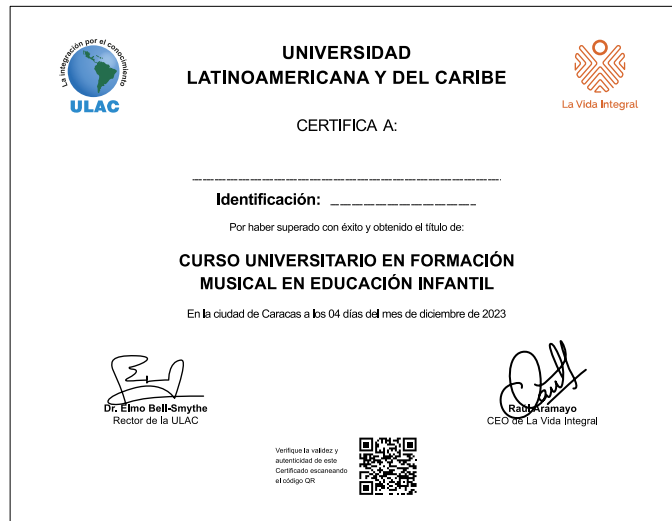 La integración por el conocimiento
ULAC
UNIVERSIDAD
LATINOAMERICANA Y DEL CARIBE
La Vida Integral
CERTIFICA A:
Identificación:
Por haber superado con éxito y obtenido el título de:
CURSO UNIVERSITARIO EN FORMACIÓN
MUSICAL EN EDUCACIÓN INFANTIL
En la ciudad de Caracas a los 04 días del mes de diciembre de 2023
Dr. Elmo Bell-Smythe
Rector de la ULAC
Raúl Aramayo
CEO de La Vida Integral
Verifique la validez y
autenticidad de este
Certificado escaneando
el código QR